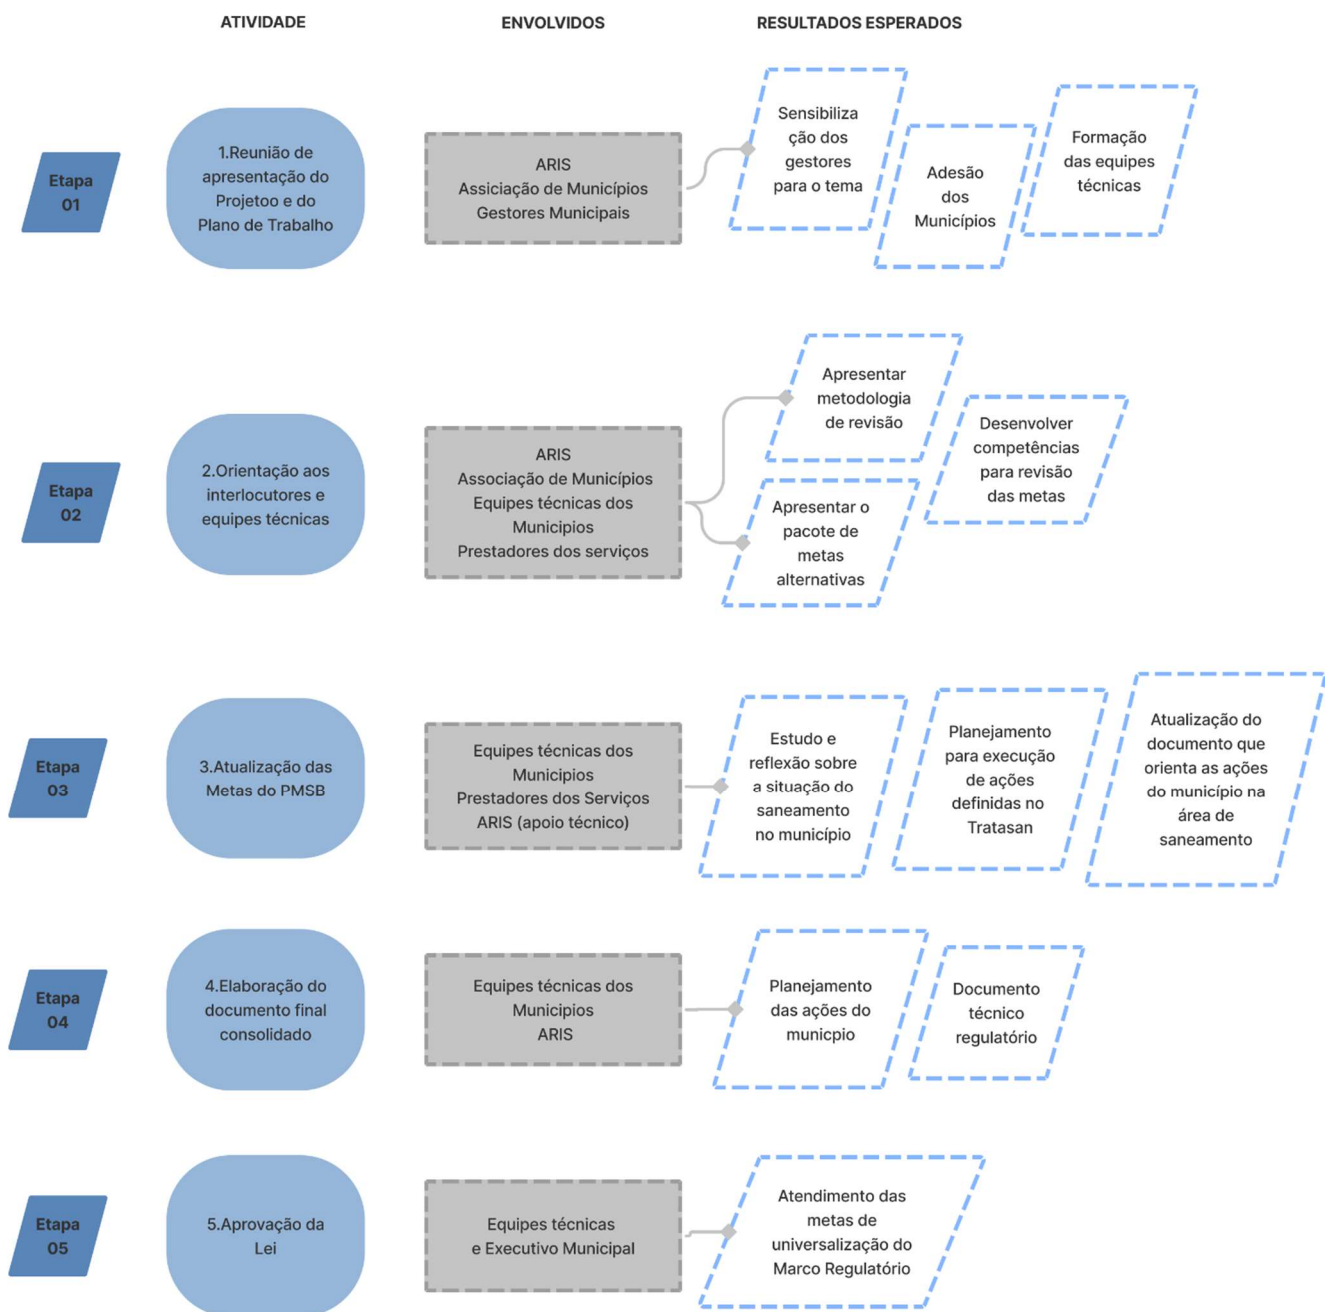 ATIVIDADE
ENVOLVIDOS
RESULTADOS ESPERADOS
Etapa
01
1.Reunião de
apresentação do
Projetoo e do
Plano de Trabalho
ARIS
Assiciação de Municípios
Gestores Municipais
Sensibiliza
ção dos
gestores
para o tema
Adesão
dos
Municípios
Formação
das equipes
técnicas
Etapa
02
2.Orientação aos
interlocutores e
equipes técnicas
ARIS
Associação de Municípios
Equipes técnicas dos
Municipios
Prestadores dos serviços
Apresentar
metodologia
de revisão
Apresentar o
pacote de
metas
alternativas
Desenvolver
competências
para revisão
das metas
Etapa
03
3.Atualização das
Metas do PMSB
Equipes técnicas dos
Municipios
Prestadores dos Serviços
ARIS (apoio técnico)
Estudo e
reflexão sobre
a situação do
saneamento
no município
Planejamento
para execução
de ações
definidas no
Tratasan
Atualização do
documento que
orienta as ações
do município na
área de
saneamento
Etapa
04
4.Elaboração do
documento final
consolidado
Equipes técnicas dos
Municipios
ARIS
Planejamento
das ações do
municpio
Documento
técnico
regulatório
Etapa
05
5.Aprovação da
Lei
Equipes técnicas
e Executivo Municipal
Atendimento das
metas de
universalização do
Marco Regulatório